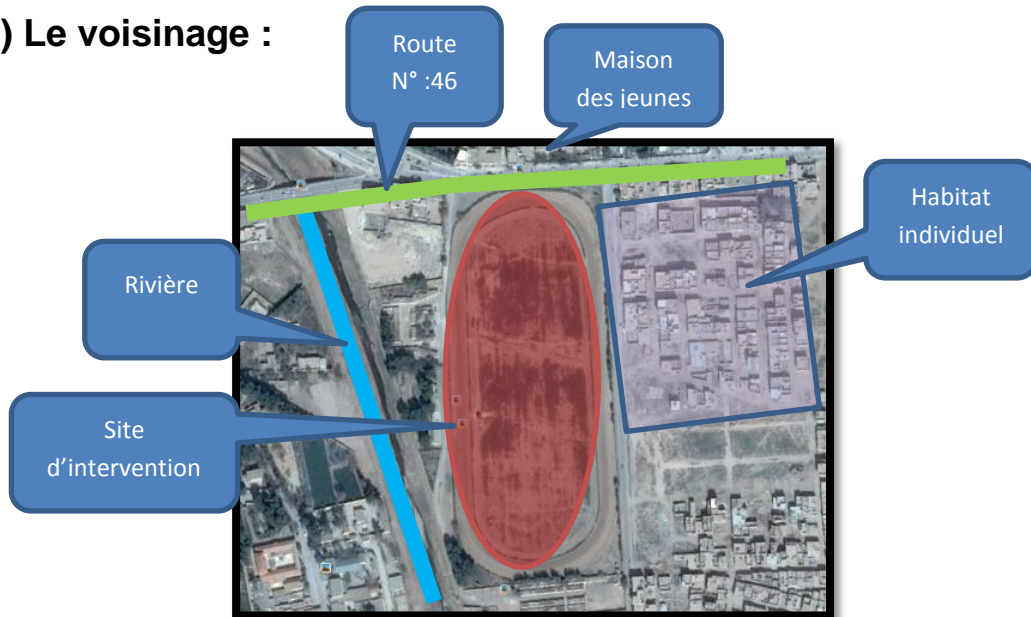 ) Le voisinage :
Route
N° :46
Maison
des jeunes
Habitat
individuel
Rivière
Site
d’intervention